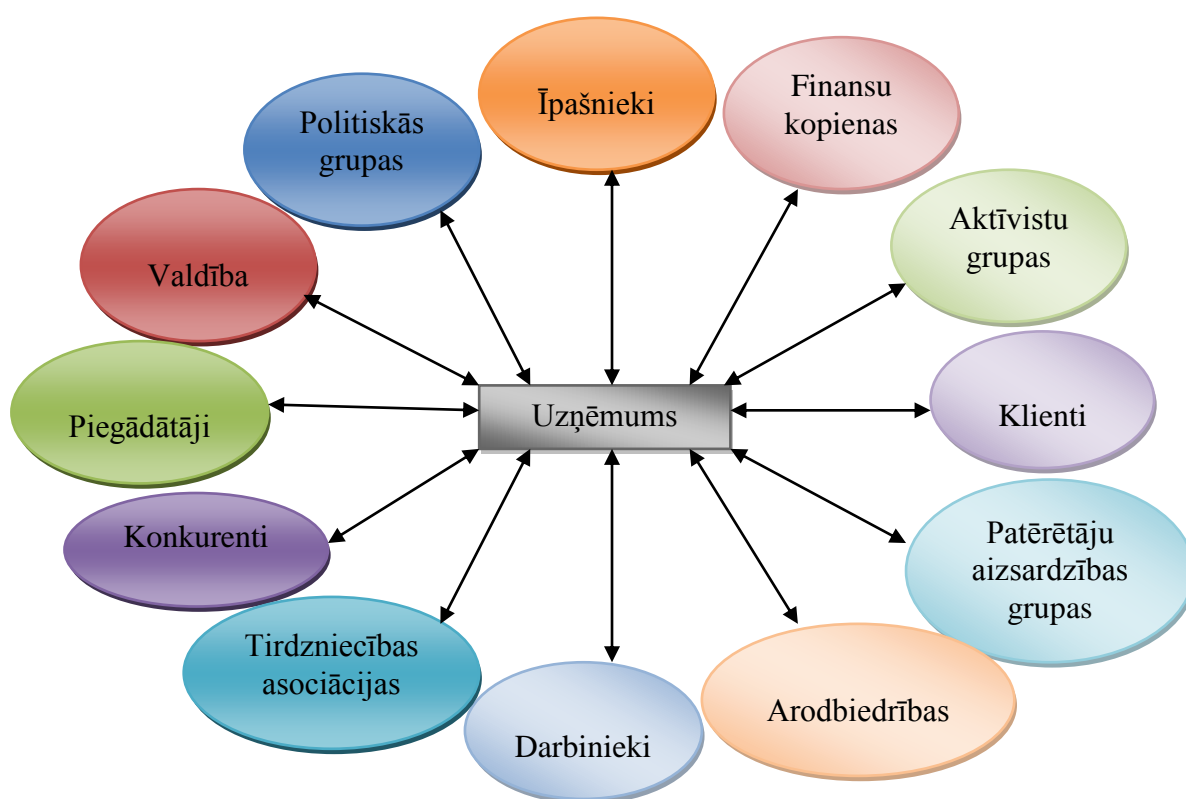 Īpašnieki
Finansu
kopienas
Politiskās
grupas
Aktīvistu
grupas
Valdība
Klienti
Uzņēmums
Piegādātāji
Konkurenti
Patērētāju
aizsardzības
grupas
Tirdzniecības
asociācijas
Arodbiedrības
Darbinieki